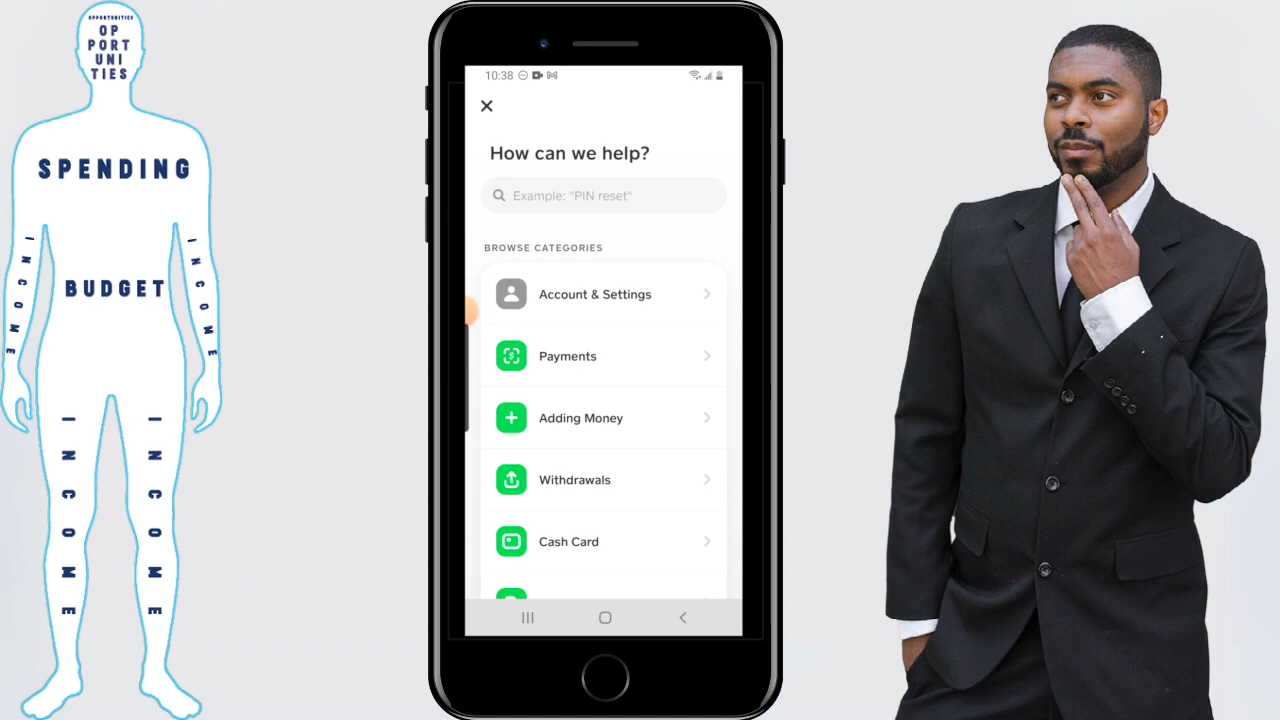 OPPORTUNITIES
OP
PORT
UNI
TIES
SPENDING
BUDGET
INCOME
INCOME
INCOME
INCOME
10:38
How can we help?
Example: "PIN reset"
BROWSE CATEGORIES
Account & Settings
Payments
$
Adding Money
Withdrawals
Cash Card